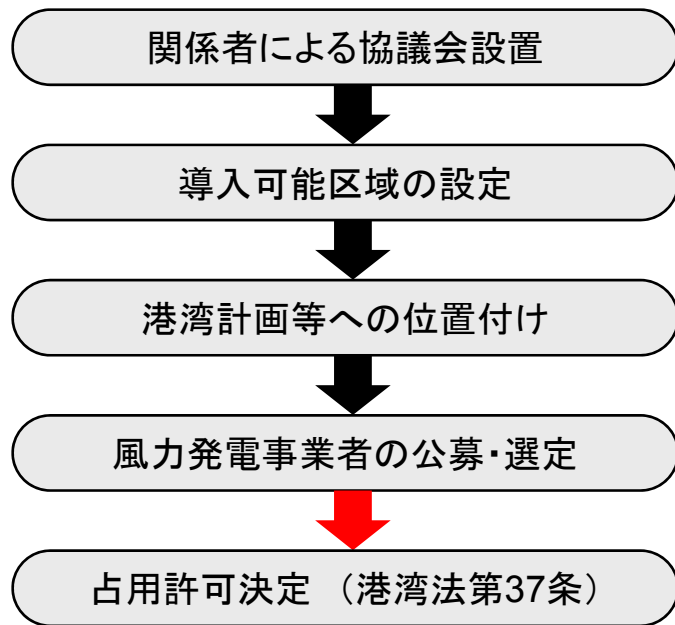 関係者による協議会設置
導入可能区域の設定
港湾計画等への位置付け
風力発電事業者の公募・選定
占用許可決定 （港湾法第37条）